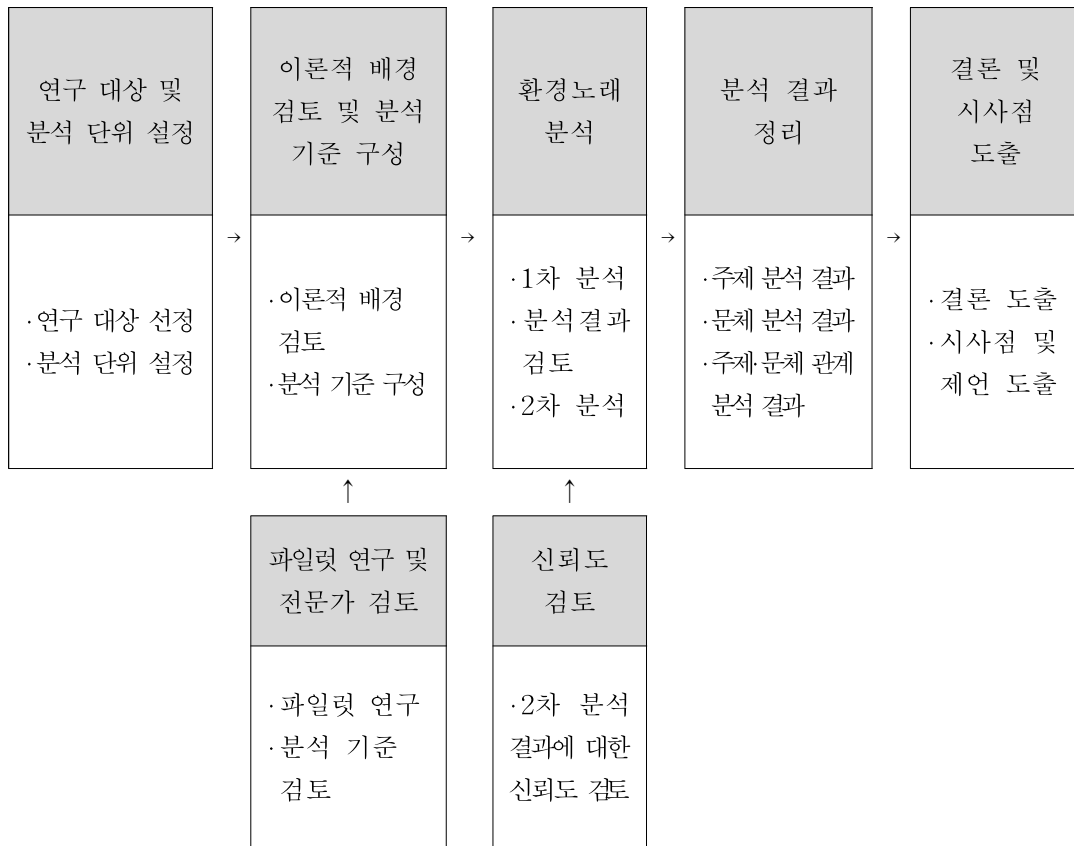 연구 대상 및
분석 단위 설정
·연구 대상 선정
·분석 단위 설정
→
이론적 배경
검토 및 분석
기준 구성
·이론적 배경
검토
·분석 기준 구성
→
환경노래
분석
·1차 분석
·분석결과
검토
·2차 분석
→
분석 결과
정리
·주제 분석 결과
·문체 분석 결과
·주제·문체 관계
분석 결과
→
결론 및
시사점
도출
·결론 도출
·시사점 및
제언 도출
↑
파일럿 연구 및
전문가 검토
·파일럿 연구
·분석 기준
검토
↑
신뢰도
검토
·2차 분석
결과에 대한
신뢰도 검토